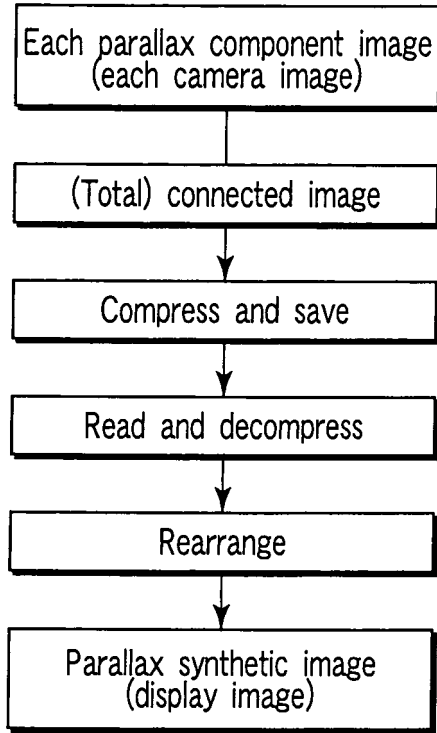 Each parallax component image
(each camera image)
(Total) connected image
Compress and save
Read and decompress
Rearrange
Parallax synthetic image
(display image)